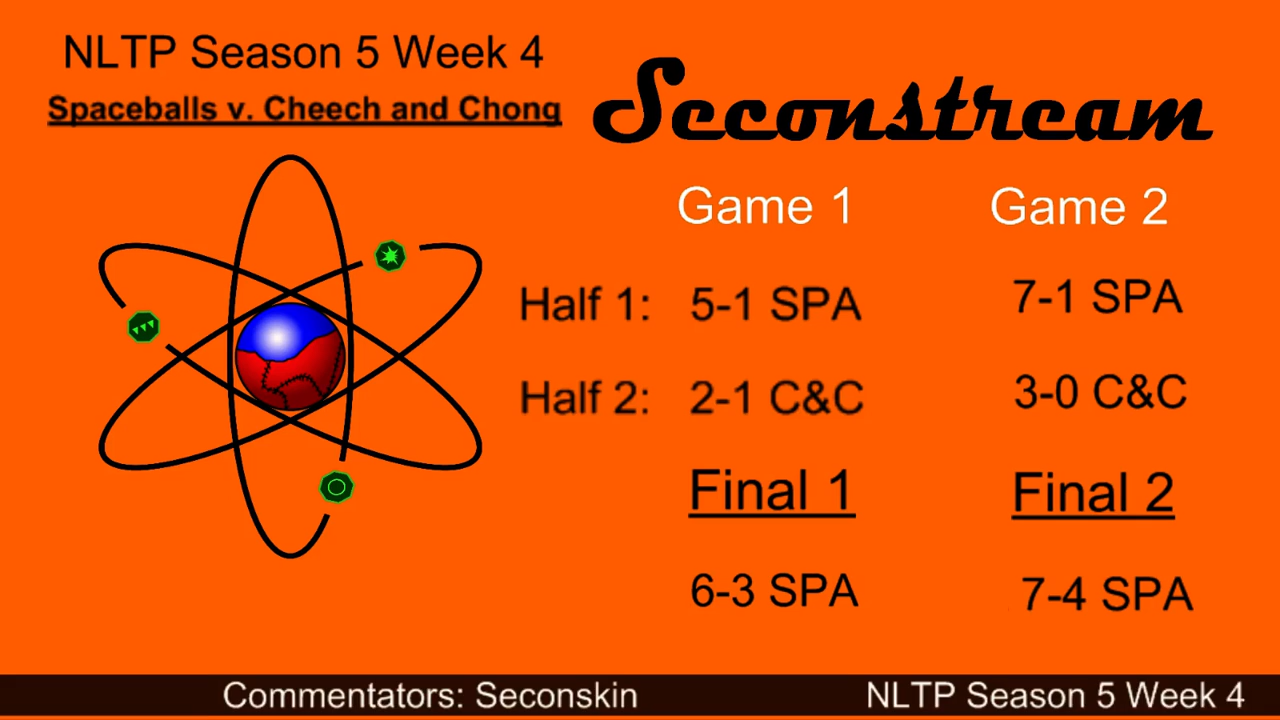 NLTP Season 5 Week 4
Spaceballs v. Cheech and Chong
Seconstream
Game 1 Game 2
Half 1: 5-1 SPA 7-1 SPA
Half 2: 2-1 C&C 3-0 C&C
Final 1 Final 2
6-3 SPA 7-4 SPA
Commentators: Seconskin NLTP Season 5 Week 4